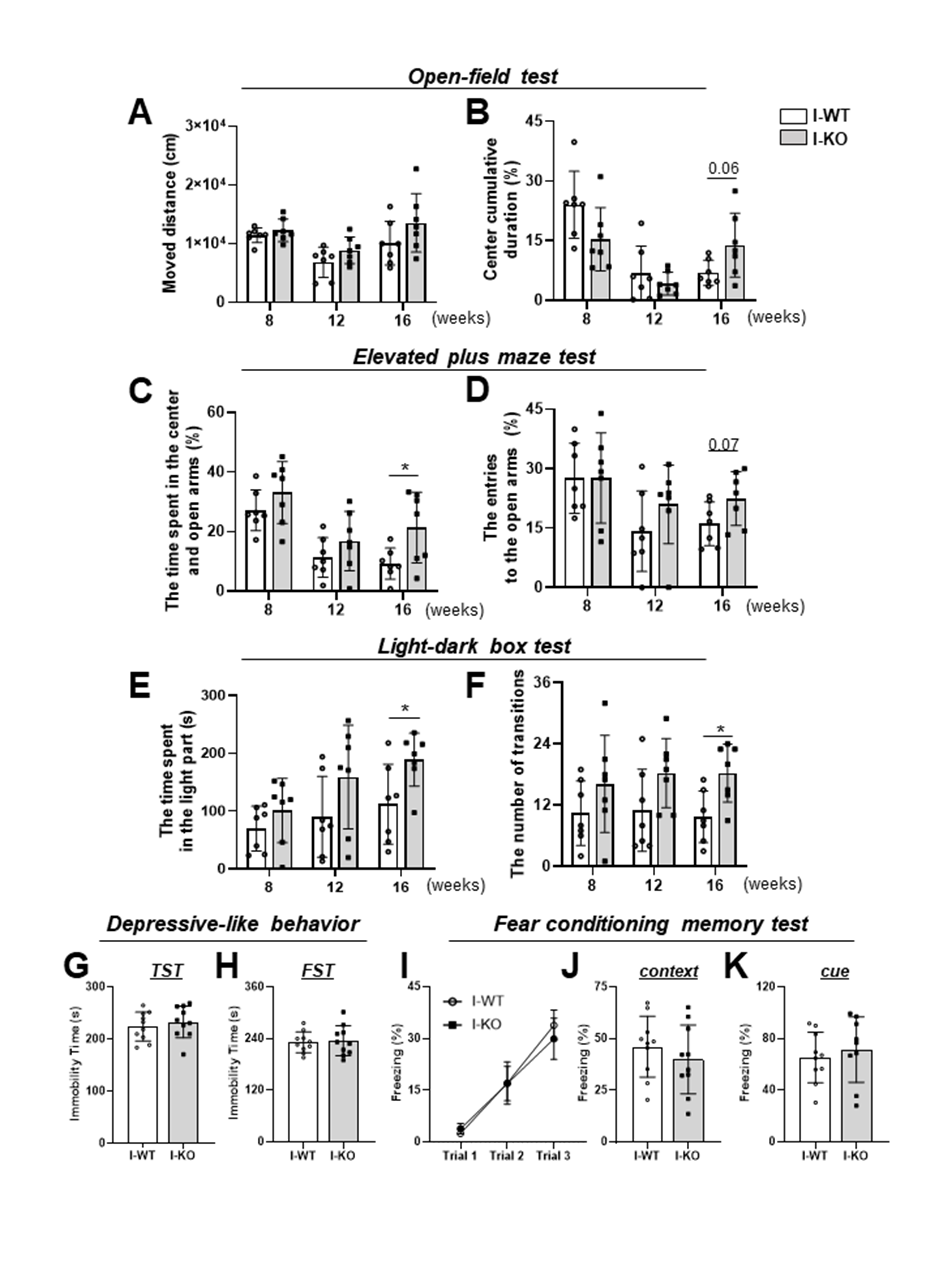 Open-field test
A
B
I-WT
I-KO
Moved distance (cm)
3×10⁴
2×10⁴
1×10⁴
0
8
12
16
(weeks)
Center cumulative
duration (%)
45
30
15
0
0.06
8
12
16
(weeks)
Elevated plus maze test
C
D
The time spent in the center
and open arms (%)
60
40
20
0
*
8
12
16
(weeks)
The entries
to the open arms (%)
45
30
15
0
0.07
8
12
16
(weeks)
Light-dark box test
E
F
The time spent
in the light part (s)
300
200
100
0
*
8
12
16
(weeks)
The number of transitions
36
24
12
0
*
8
12
16
(weeks)
Depressive-like behavior
Fear conditioning memory test
G
TST
Immobility Time (s)
300
200
100
0
I-WT
I-KO
H
FST
Immobility Time (s)
360
240
120
0
I-WT
I-KO
I
I-WT
I-KO
Freezing (%)
45
30
15
0
Trial 1
Trial 2
Trial 3
J
context
Freezing (%)
75
50
25
0
I-WT
I-KO
K
cue
Freezing (%)
120
80
40
0
I-WT
I-KO